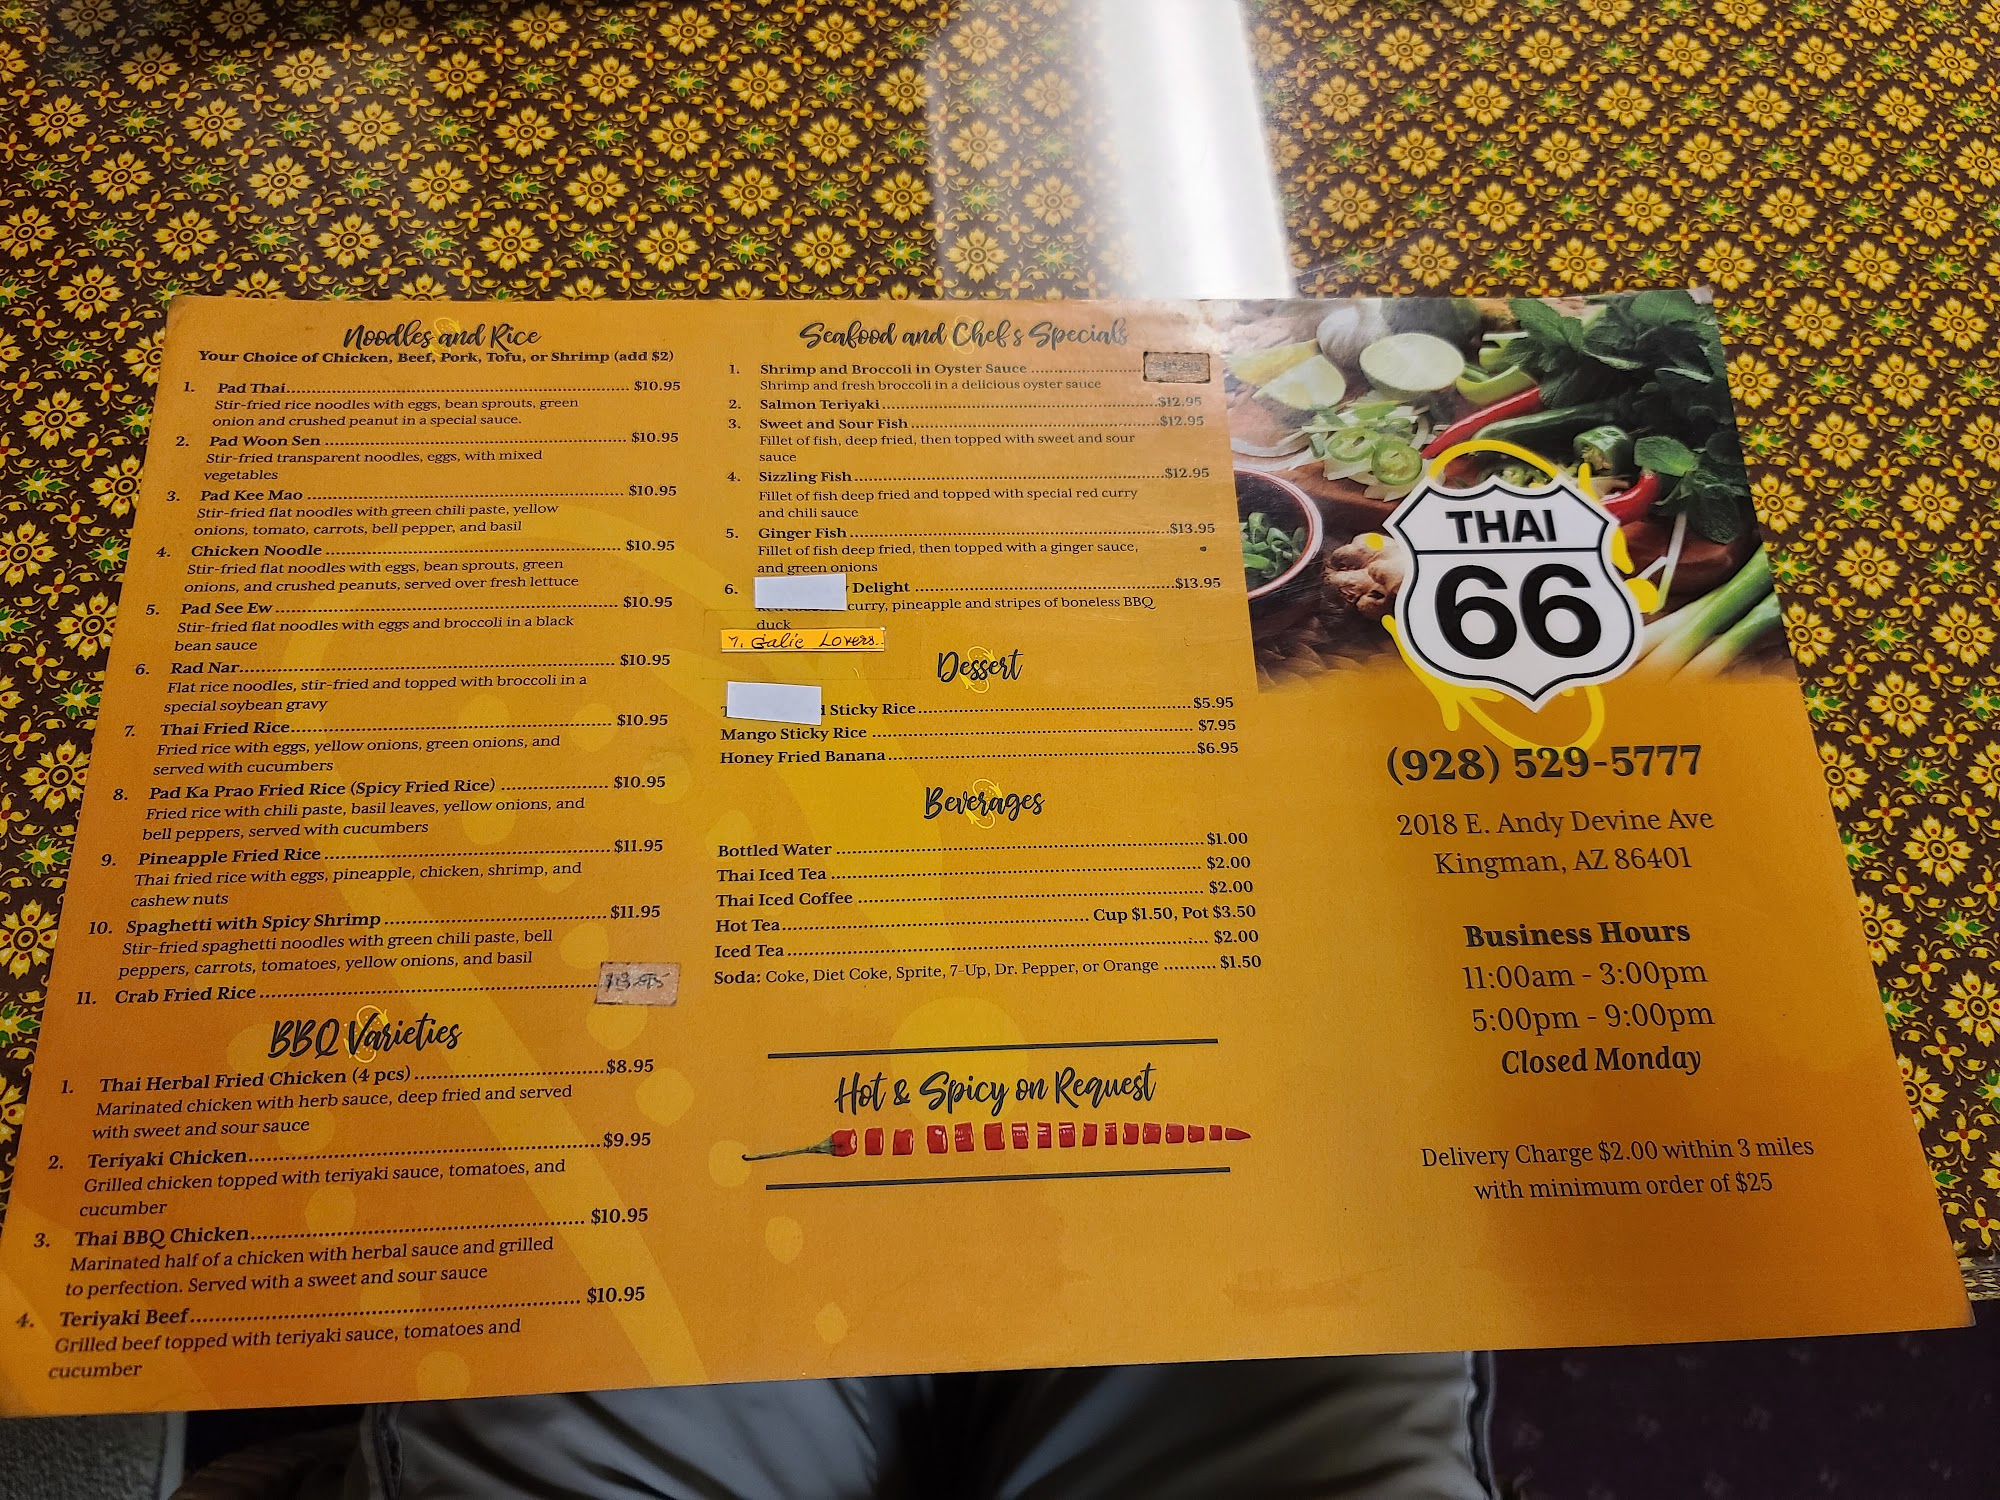 Noodles and Rice
Your Choice of Chicken, Beef, Pork, Tofu, or Shrimp (add $2)
1. Pad Thai $10.95
Stir-fried rice noodles with eggs, bean sprouts, green
onion and crushed peanut in a special sauce.
2. Pad Woon Sen $10.95
Stir-fried transparent noodles, eggs, with mixed
vegetables
3. Pad Kee Mao $10.95
Stir-fried flat noodles with green chili paste, yellow
onions, tomato, carrots, bell pepper, and basil
4. Chicken Noodle $10.95
Stir-fried flat noodles with eggs, bean sprouts, green
onions, and crushed peanuts, served over fresh lettuce
5. Pad See Ew $10.95
Stir-fried flat noodles with eggs and broccoli in a black
bean sauce
6. Rad Nar $10.95
Flat rice noodles, stir-fried and topped with broccoli in a
special soybean gravy
7. Thai Fried Rice $10.95
Fried rice with eggs, yellow onions, green onions, and
served with cucumbers
8. Pad Ka Prao Fried Rice (Spicy Fried Rice) $10.95
Fried rice with chili paste, basil leaves, yellow onions, and
bell peppers, served with cucumbers
9. Pineapple Fried Rice $11.95
Thai fried rice with eggs, pineapple, chicken, shrimp, and
cashew nuts
10. Spaghetti with Spicy Shrimp $11.95
Stir-fried spaghetti noodles with green chili paste, bell
peppers, carrots, tomatoes, yellow onions, and basil
11. Crab Fried Rice $13.95
BBQ Varieties
1. Thai Herbal Fried Chicken (4 pcs) $8.95
Marinated chicken with herb sauce, deep fried and served
with sweet and sour sauce
2. Teriyaki Chicken $9.95
Grilled chicken topped with teriyaki sauce, tomatoes, and
cucumber
3. Thai BBQ Chicken $10.95
Marinated half of a chicken with herbal sauce and grilled
to perfection. Served with a sweet and sour sauce
4. Teriyaki Beef $10.95
Grilled beef topped with teriyaki sauce, tomatoes and
cucumber
Seafood and Chef's Specials
1. Shrimp and Broccoli in Oyster Sauce
Shrimp and fresh broccoli in a delicious oyster sauce
2. Salmon Teriyaki $12.95
3. Sweet and Sour Fish $12.95
Fillet of fish, deep fried, then topped with sweet and sour
sauce
4. Sizzling Fish $12.95
Fillet of fish deep fried and topped with special red curry
and chili sauce
5. Ginger Fish $13.95
Fillet of fish deep fried, then topped with a ginger sauce,
and green onions
6. Delight $13.95
curry, pineapple and stripes of boneless BBQ
duck
7. Galic Lovers
Dessert
Sticky Rice $5.95
Mango Sticky Rice $7.95
Honey Fried Banana $6.95
Beverages
Bottled Water $1.00
Thai Iced Tea $2.00
Thai Iced Coffee $2.00
Hot Tea Cup $1.50, Pot $3.50
Iced Tea $2.00
Soda: Coke, Diet Coke, Sprite, 7-Up, Dr. Pepper, or Orange $1.50
Hot & Spicy on Request
THAI
66
(928) 529-5777
2018 E. Andy Devine Ave
Kingman, AZ 86401
Business Hours
11:00am - 3:00pm
5:00pm - 9:00pm
Closed Monday
Delivery Charge $2.00 within 3 miles
with minimum order of $25